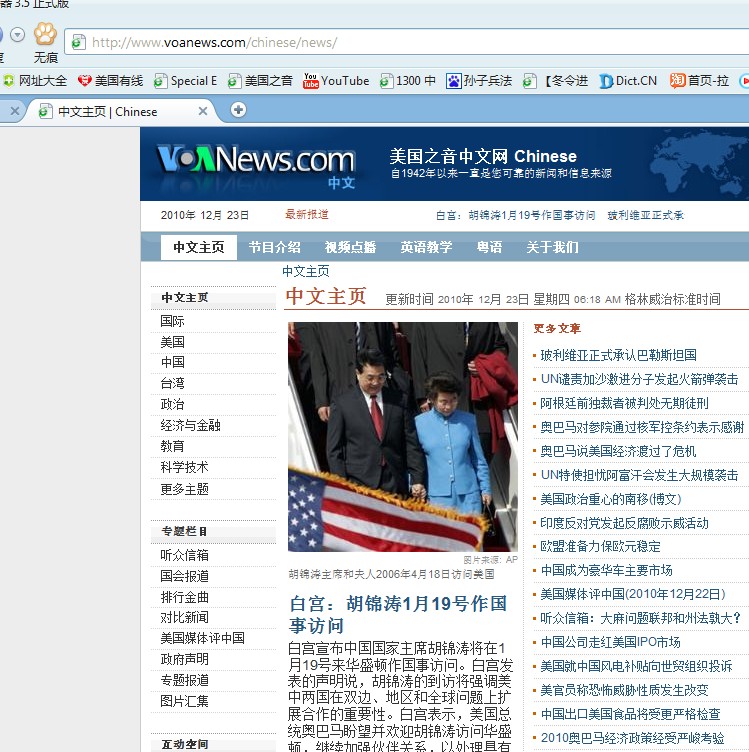 器 3.5 正式版
无痕
http://www.voanews.com/chinese/news/
网址大全
美国有线
Special E
美国之音
YouTube
1300 中
孙子兵法
【冬令进
Dict.CN
首页-拉
中文主页 | Chinese
VOANews.com
中文
美国之音中文网 Chinese
自1942年以来一直是您可靠的新闻和信息来源
2010年 12月 23日
最新报道
白宫：胡锦涛1月19号作国事访问
玻利维亚正式承
中文主页
节目介绍
视频点播
英语教学
粤语
关于我们
中文主页
中文主页
更新时间 2010年 12月 23日 星期四 06:18 AM 格林威治标准时间
中文主页
国际
美国
中国
台湾
政治
经济与金融
教育
科学技术
更多主题
专题栏目
听众信箱
国会报道
排行金曲
对比新闻
美国媒体评中国
政府声明
专题报道
图片汇集
互动空间
图片来源: AP
胡锦涛主席和夫人2006年4月18日访问美国
白宫：胡锦涛1月19号作国
事访问
白宫宣布中国国家主席胡锦涛将在1
月19号来华盛顿作国事访问。白宫发
表的声明说，胡锦涛的到访将强调美
中两国在双边、地区和全球问题上扩
展合作的重要性。白宫表示，美国总
统奥巴马盼望并欢迎胡锦涛访问华盛
顿，继续加强伙伴关系，以处理具有
更多文章
玻利维亚正式承认巴勒斯坦国
UN谴责加沙激进分子发起火箭弹袭击
阿根廷前独裁者被判处无期徒刑
奥巴马对参院通过核军控条约表示感谢
奥巴马说美国经济渡过了危机
UN特使担忧阿富汗会发生大规模袭击
美国政治重心的南移(博文)
印度反对党发起反腐败示威活动
欧盟准备力保欧元稳定
中国成为豪华车主要市场
美国媒体评中国(2010年12月22日)
听众信箱：大麻问题联邦和州法孰大？
中国公司走红美国IPO市场
美国就中国风电补贴向世贸组织投诉
美官员称恐怖威胁性质发生改变
中国出口美国食品将受更严格检查
2010奥巴马经济政策经受严峻考验